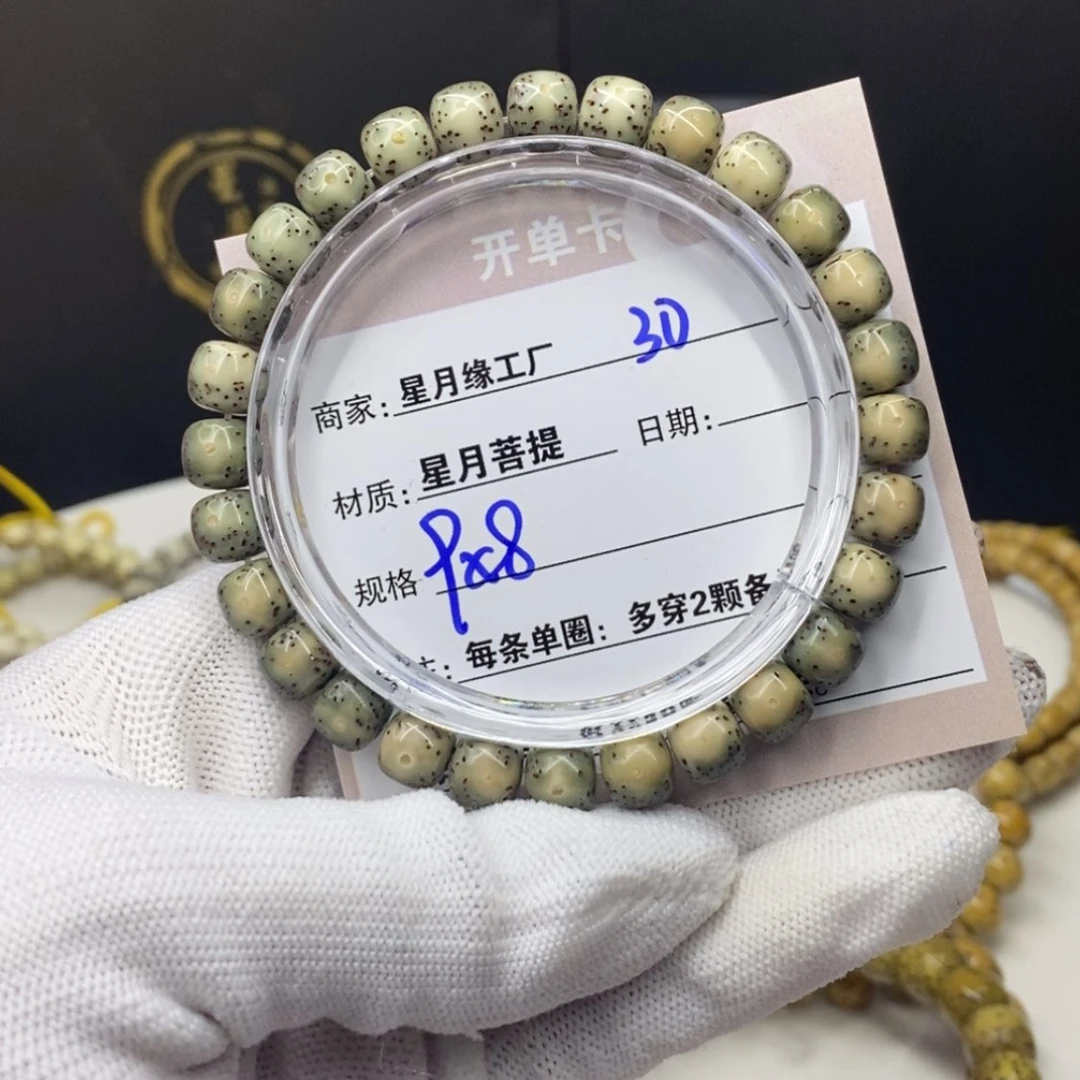 开单卡
30
商家:星月缘工厂
材质:星月菩提 日期:
规格 9x8
每条单圈:多穿2颗备